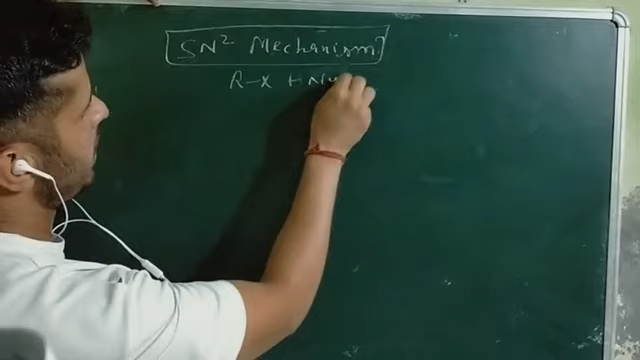 SN² Mechanism
R-X + Nu